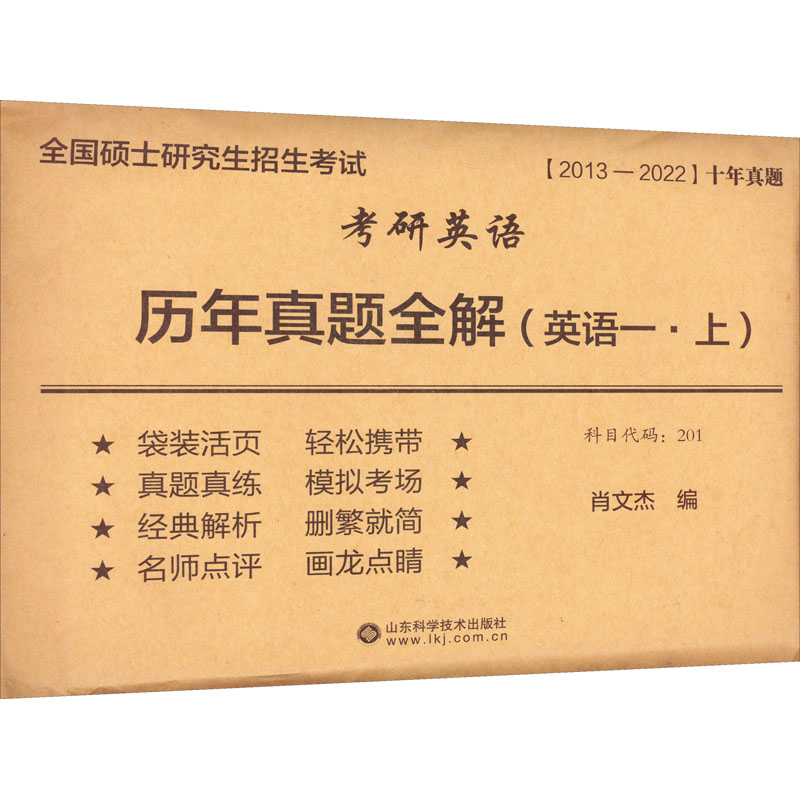 全国硕士研究生招生考试
【2013—2022】十年真题
考研英语
历年真题全解（英语一·上）
★ 袋装活页 轻松携带 ★
★ 真题真练 模拟考场 ★
★ 经典解析 删繁就简 ★
★ 名师点评 画龙点睛 ★
科目代码：201
肖文杰 编
山东科学技术出版社
www.lkj.com.cn